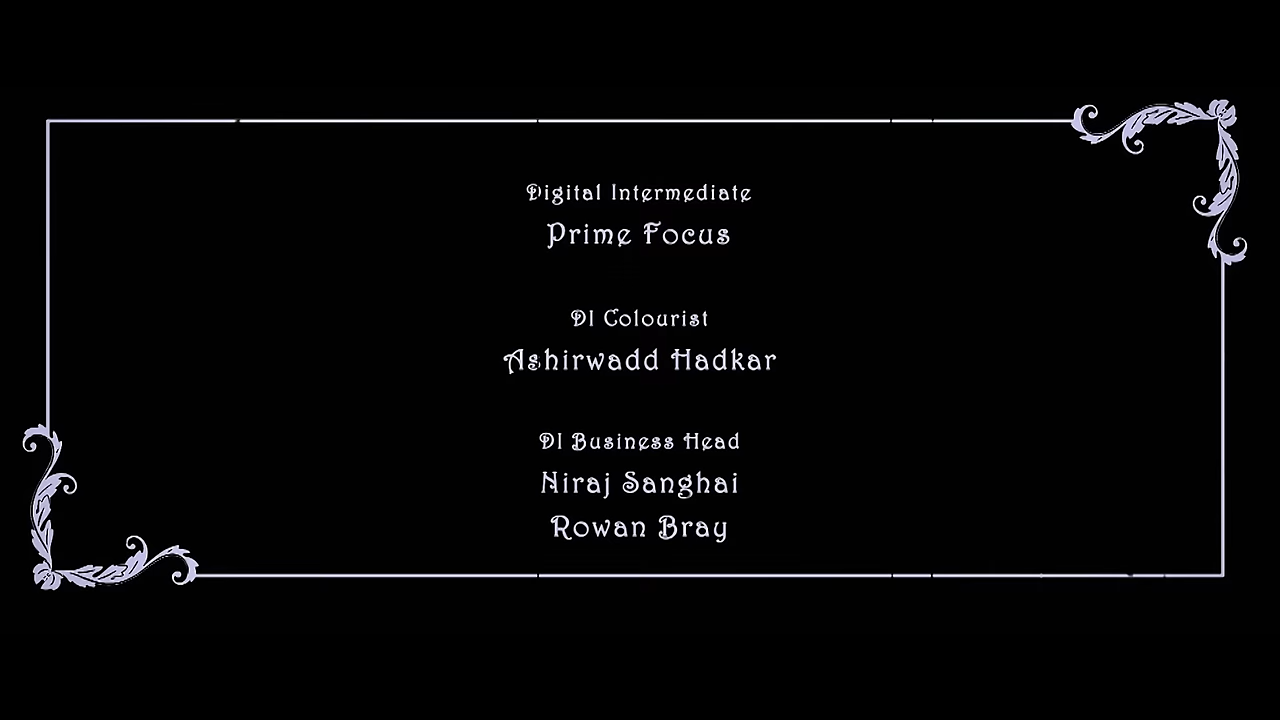 Digital Intermediate
Prime Focus
DI Colourist
Ashirwadd Hadkar
DI Business Head
Niraj Sanghai
Rowan Bray